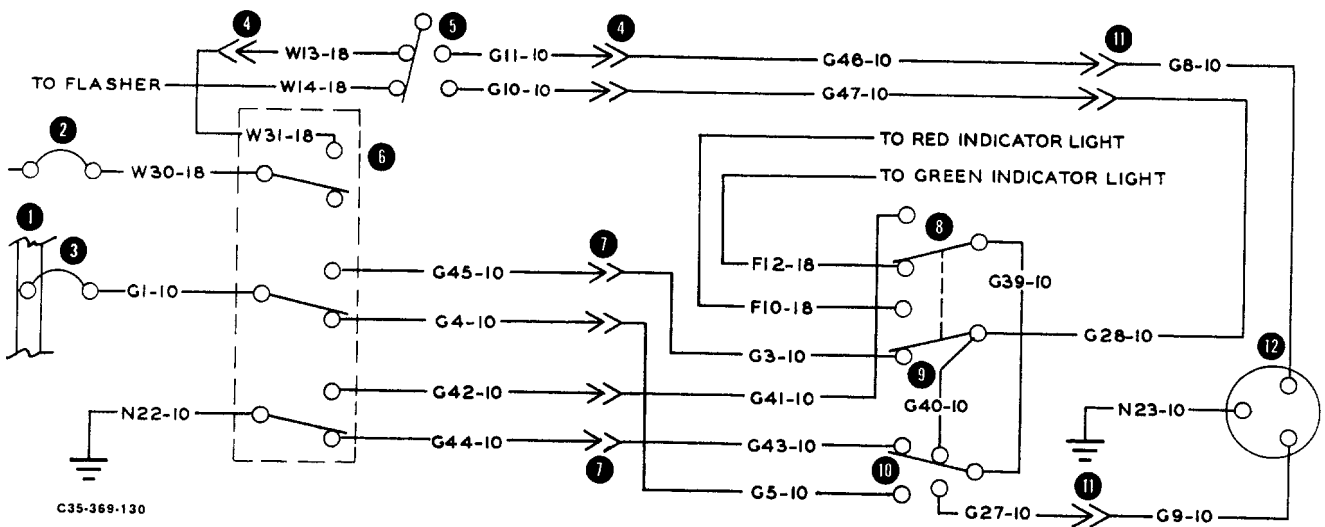 4 5 4 11
W13-18 G11-10 G46-10 G8-10
TO FLASHER W14-18 G10-10 G47-10
2 W31-18 6 TO RED INDICATOR LIGHT
W30-18 TO GREEN INDICATOR LIGHT
1 3 7 8
G45-10 F12-18 G39-10
G1-10 G4-10 F10-18
G3-10 9 G28-10 12
N22-10 G42-10 G41-10 G40-10 N23-10
G44-10 7 G43-10 10
G5-10 11
C35-369-130 G27-10 G9-10